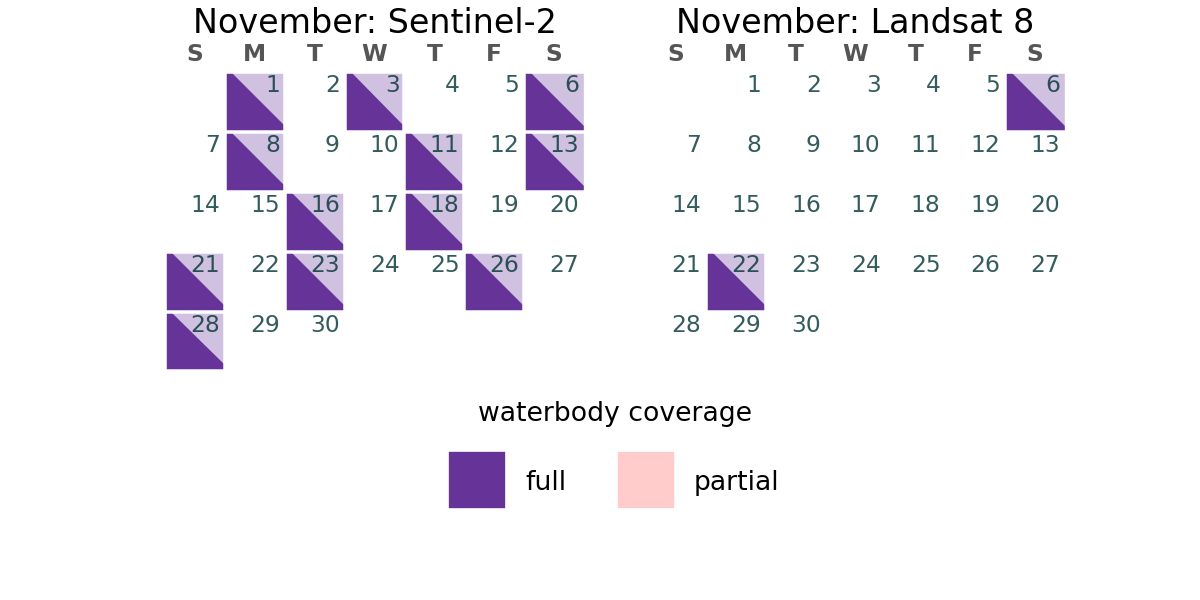 November: Sentinel-2
S M T W T F S
1 2 3 4 5 6
7 8 9 10 11 12 13
14 15 16 17 18 19 20
21 22 23 24 25 26 27
28 29 30
November: Landsat 8
S M T W T F S
1 2 3 4 5 6
7 8 9 10 11 12 13
14 15 16 17 18 19 20
21 22 23 24 25 26 27
28 29 30
waterbody coverage
full partial